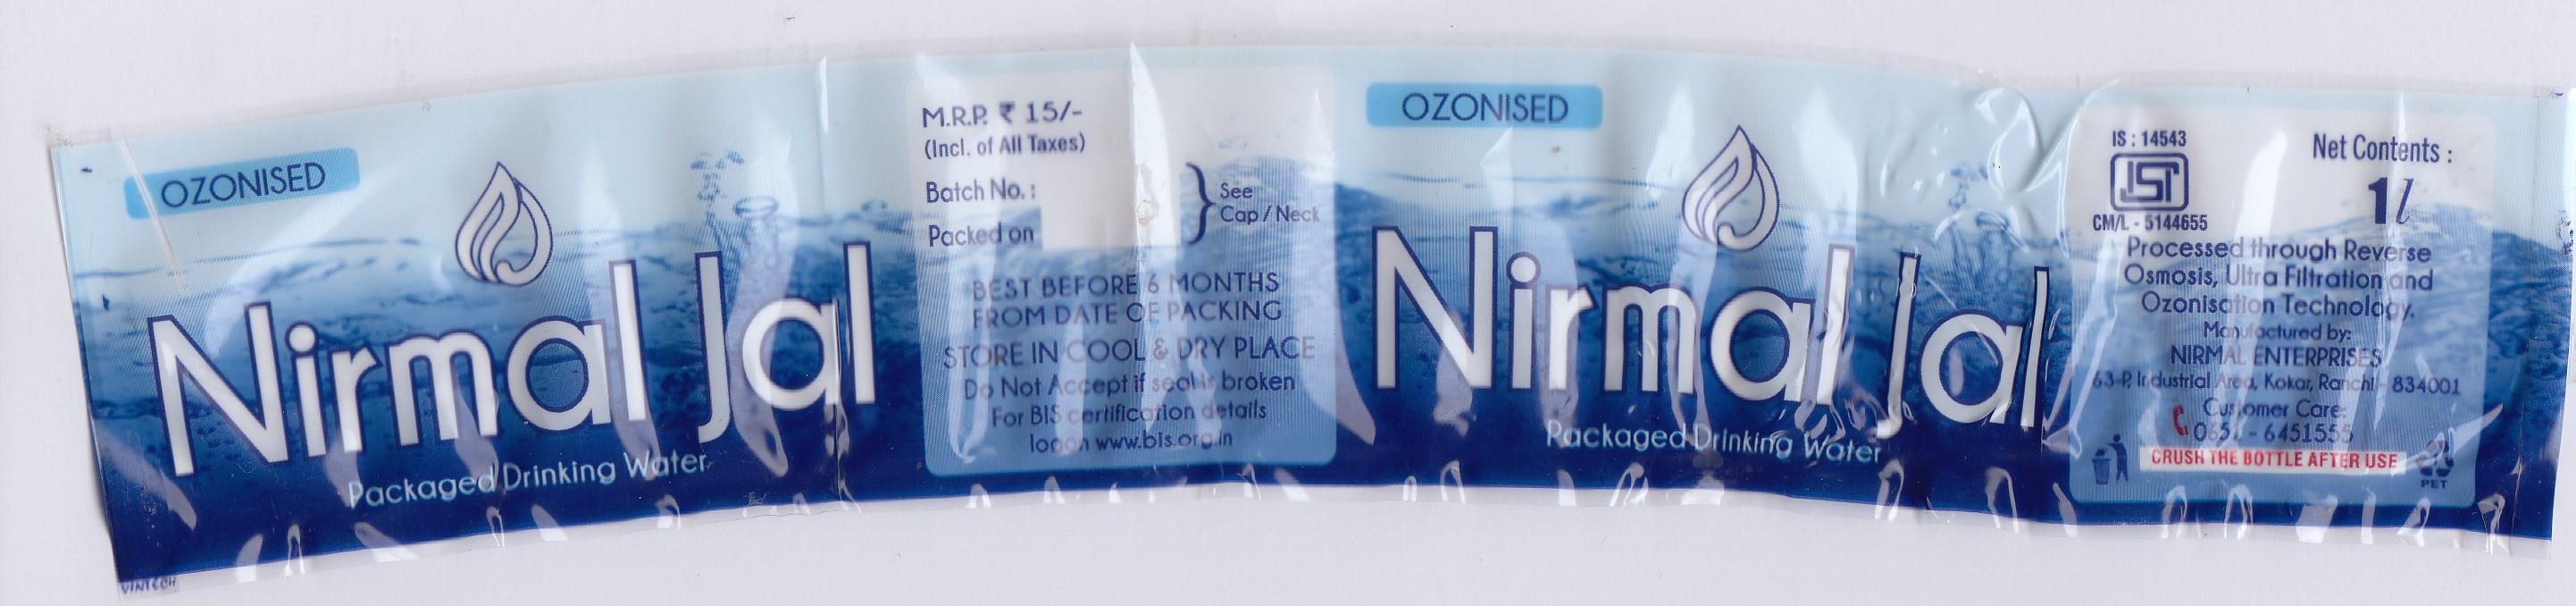 OZONISED
Nirmal Jal
Packaged Drinking Water
VINTECH
M.R.P. ₹ 15/-
(Incl. of All Taxes)
Batch No. :
Packed on
See
Cap / Neck
BEST BEFORE 6 MONTHS
FROM DATE OF PACKING
STORE IN COOL & DRY PLACE
Do Not Accept if seal is broken
For BIS certification details
logon www.bis.org.in
OZONISED
Nirmal Jal
Packaged Drinking Water
IS : 14543
ISI
CM/L - 5144655
Net Contents :
1l
Processed through Reverse
Osmosis, Ultra Filtration and
Ozonisation Technology.
Manufactured by:
NIRMAL ENTERPRISES
63-P, Industrial Area, Kokar, Ranchi - 834001
Customer Care:
0651 - 6451555
CRUSH THE BOTTLE AFTER USE
PET